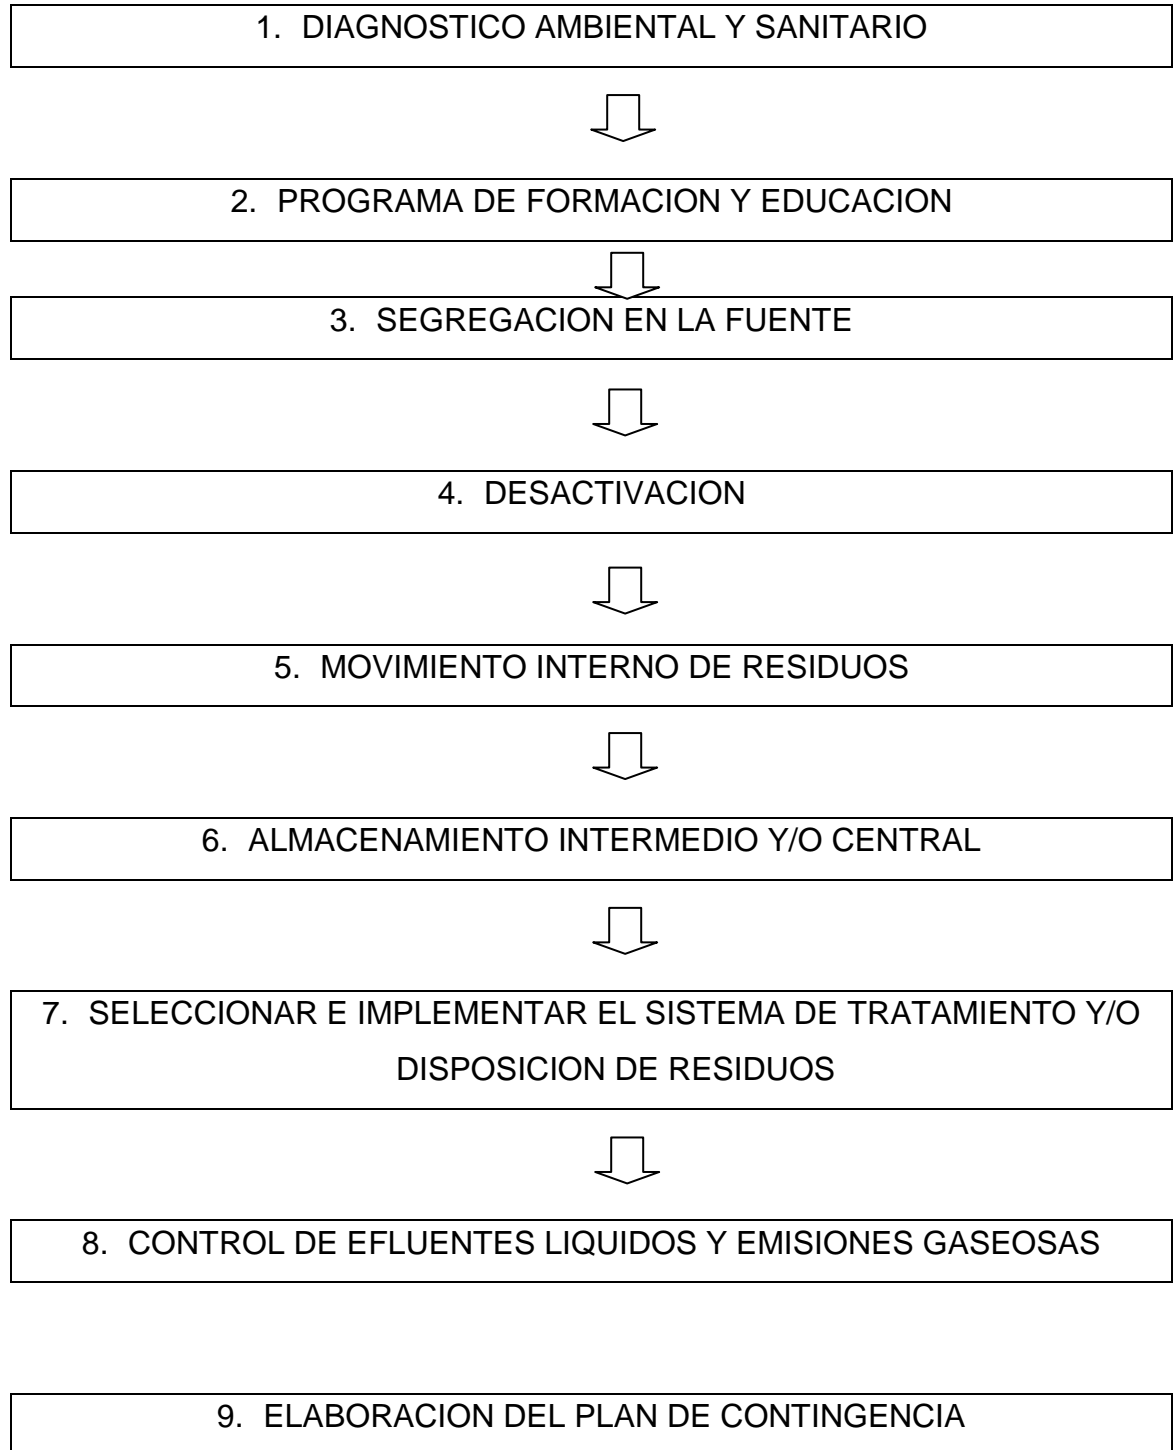 1. DIAGNOSTICO AMBIENTAL Y SANITARIO
2. PROGRAMA DE FORMACION Y EDUCACION
3. SEGREGACION EN LA FUENTE
4. DESACTIVACION
5. MOVIMIENTO INTERNO DE RESIDUOS
6. ALMACENAMIENTO INTERMEDIO Y/O CENTRAL
7. SELECCIONAR E IMPLEMENTAR EL SISTEMA DE TRATAMIENTO Y/O
DISPOSICION DE RESIDUOS
8. CONTROL DE EFLUENTES LIQUIDOS Y EMISIONES GASEOSAS
9. ELABORACION DEL PLAN DE CONTINGENCIA